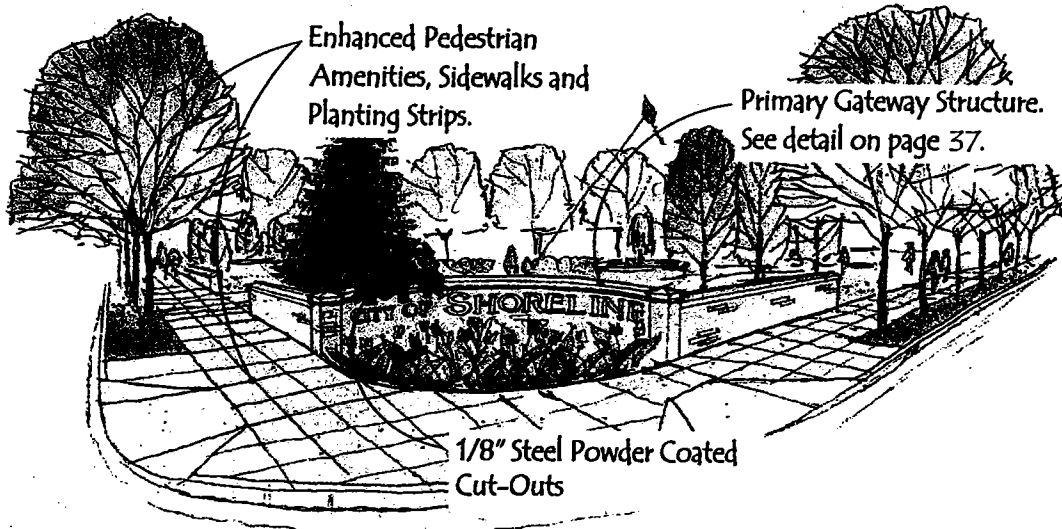 Enhanced Pedestrian
Amenities, Sidewalks and
Planting Strips.
Primary Gateway Structure.
See detail on page 37.
CITY OF SHORELINE
1/8" Steel Powder Coated
Cut-Outs